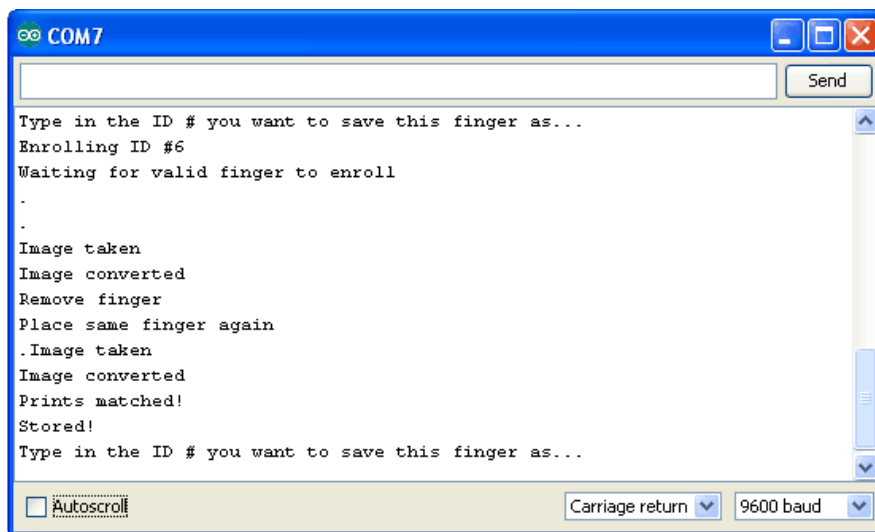 COM7
Send
Type in the ID # you want to save this finger as...
Enrolling ID #6
Waiting for valid finger to enroll
.
.
Image taken
Image converted
Remove finger
Place same finger again
.Image taken
Image converted
Prints matched!
Stored!
Type in the ID # you want to save this finger as...
Autoscroll
Carriage return
9600 baud